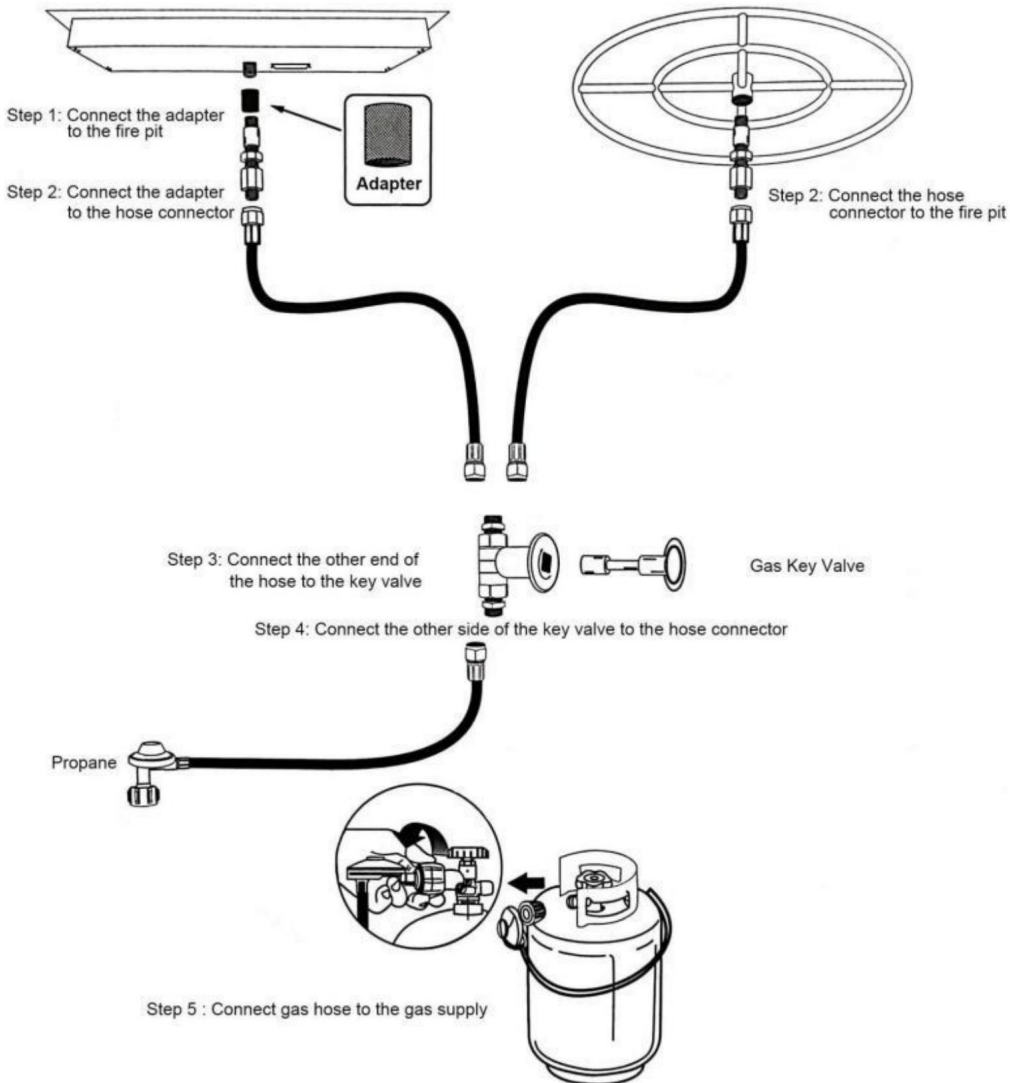 Step 1: Connect the adapter
to the fire pit
Adapter
Step 2: Connect the adapter
to the hose connector
Step 2: Connect the hose
connector to the fire pit
Step 3: Connect the other end of
the hose to the key valve
Gas Key Valve
Step 4: Connect the other side of the key valve to the hose connector
Propane
Step 5 : Connect gas hose to the gas supply